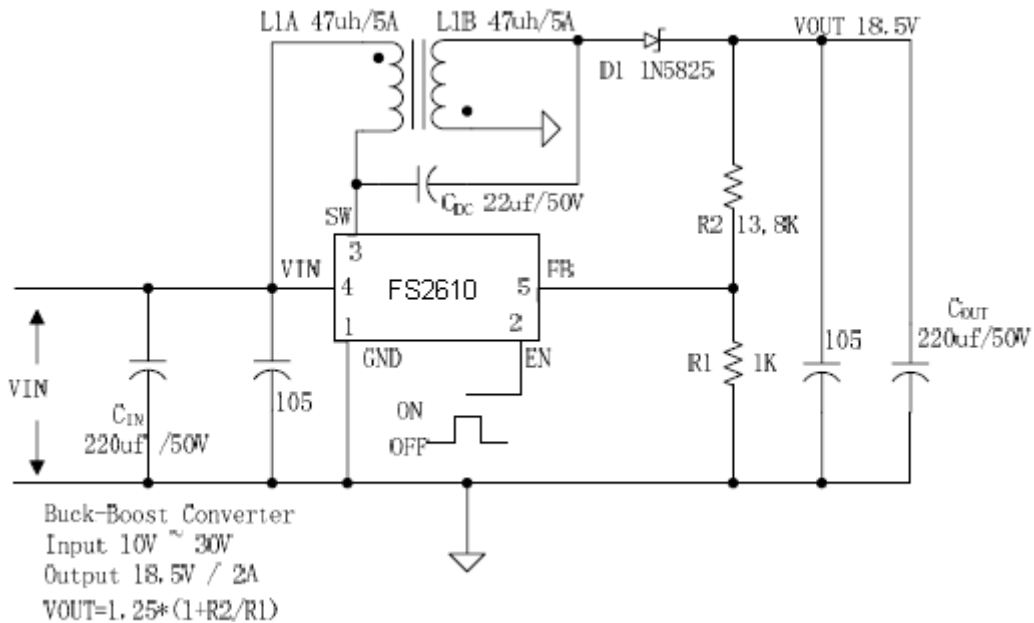 L1A 47uh/5A
L1B 47uh/5A
VOUT 18.5V
D1 1N5825
CDC 22uf/50V
SW
3
R2 13.8K
VIN
4
FS2610
5
FB
2
1
GND
EN
R1 1K
105
COUT
220uf/50V
VIN
105
CIN
220uf /50V
ON
OFF
Buck-Boost Converter
Input 10V ~ 30V
Output 18.5V / 2A
VOUT=1.25*(1+R2/R1)